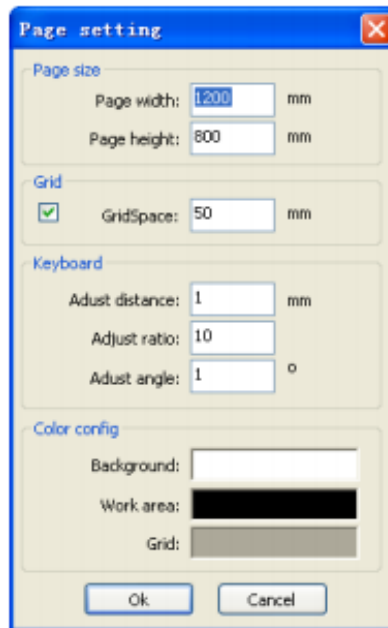 Page setting
Page size
Page width: 1200 mm
Page height: 800 mm
Grid
GridSpace: 50 mm
Keyboard
Adust distance: 1 mm
Adjust ratio: 10
Adust angle: 1 °
Color config
Background:
Work area:
Grid:
Ok Cancel